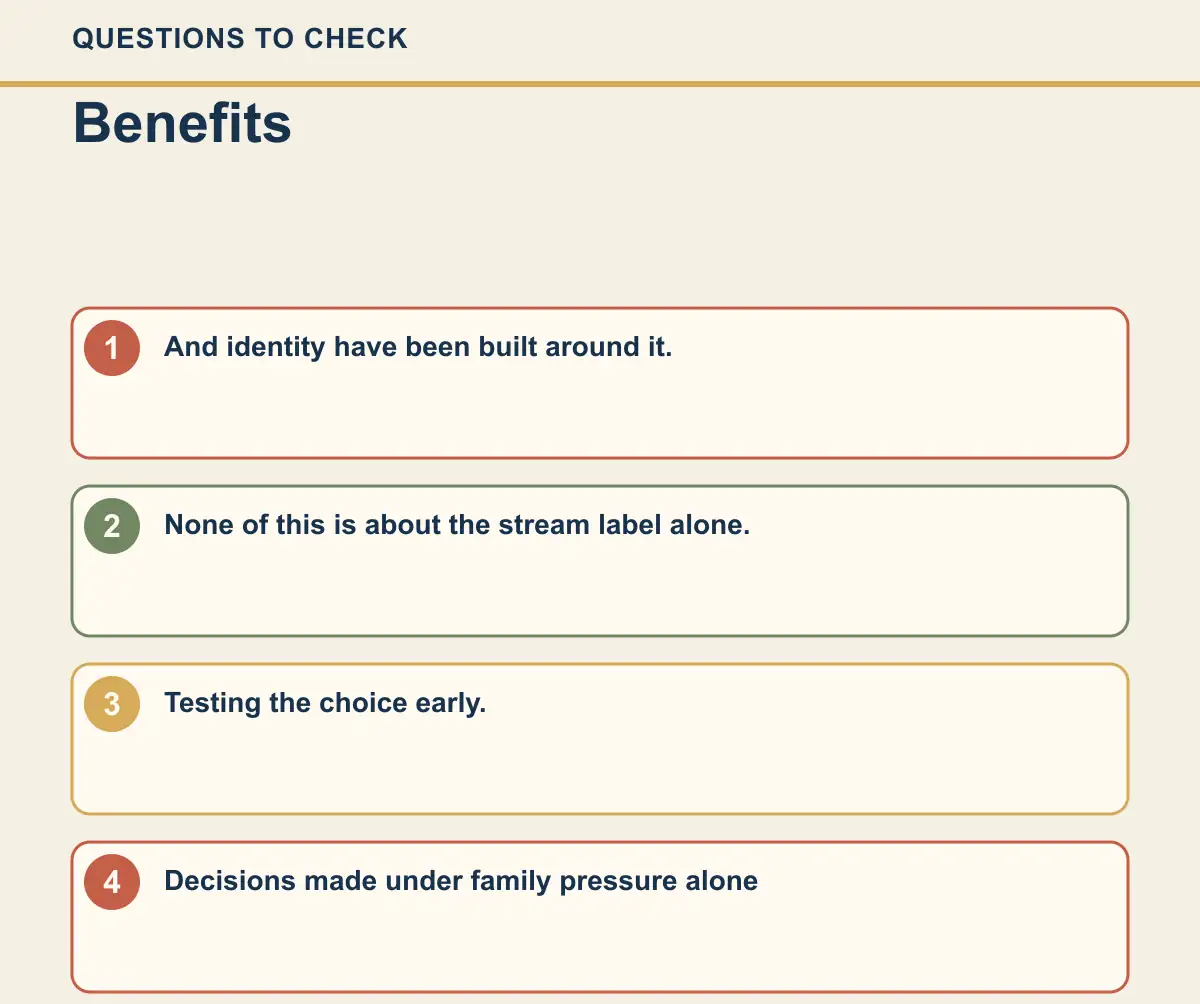 QUESTIONS TO CHECK
Benefits
1
And identity have been built around it.
2
None of this is about the stream label alone.
3
Testing the choice early.
4
Decisions made under family pressure alone